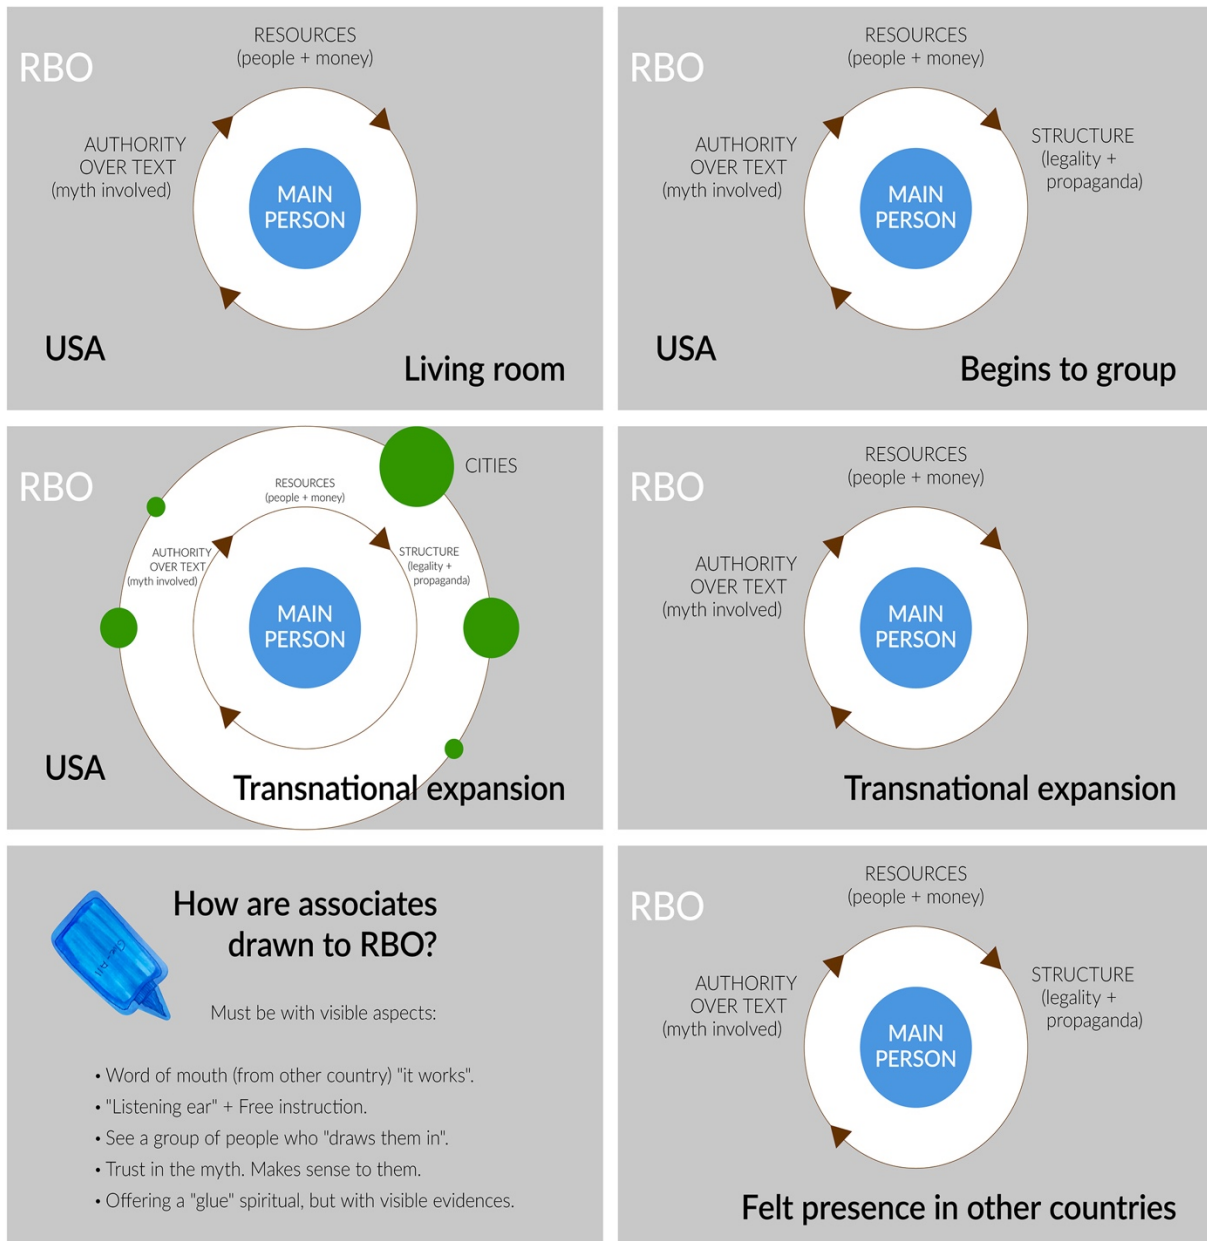 RBO
RESOURCES
(people + money)
AUTHORITY
OVER TEXT
(myth involved)
MAIN
PERSON
USA
Living room
RBO
RESOURCES
(people + money)
AUTHORITY
OVER TEXT
(myth involved)
STRUCTURE
(legality +
propaganda)
MAIN
PERSON
USA
Begins to group
RBO
CITIES
RESOURCES
(people + money)
AUTHORITY
OVER TEXT
(myth involved)
STRUCTURE
(legality +
propaganda)
MAIN
PERSON
USA
Transnational expansion
RBO
RESOURCES
(people + money)
AUTHORITY
OVER TEXT
(myth involved)
MAIN
PERSON
Transnational expansion
How are associates
drawn to RBO?
Must be with visible aspects:
• Word of mouth (from other country) "it works".
• "Listening ear" + Free instruction.
• See a group of people who "draws them in".
• Trust in the myth. Makes sense to them.
• Offering a "glue" spiritual, but with visible evidences.
RBO
RESOURCES
(people + money)
AUTHORITY
OVER TEXT
(myth involved)
STRUCTURE
(legality +
propaganda)
MAIN
PERSON
Felt presence in other countries